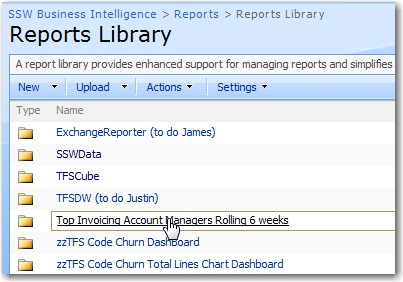 SSW Business Intelligence > Reports > Reports Library
Reports Library
A report library provides enhanced support for managing reports and simplifies
New Upload Actions Settings
Type Name
ExchangeReporter (to do James)
SSWData
TFSCube
TFSDW (to do Justin)
Top Invoicing Account Managers Rolling 6 weeks
zzTFS Code Churn DashBoard
zzTFS Code Churn Total Lines Chart Dashboard